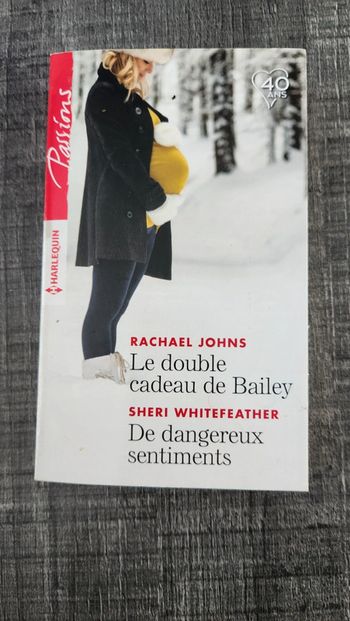 40
ANS
Passions
HARLEQUIN
RACHAEL JOHNS
Le double
cadeau de Bailey
SHERI WHITEFEATHER
De dangereux
sentiments